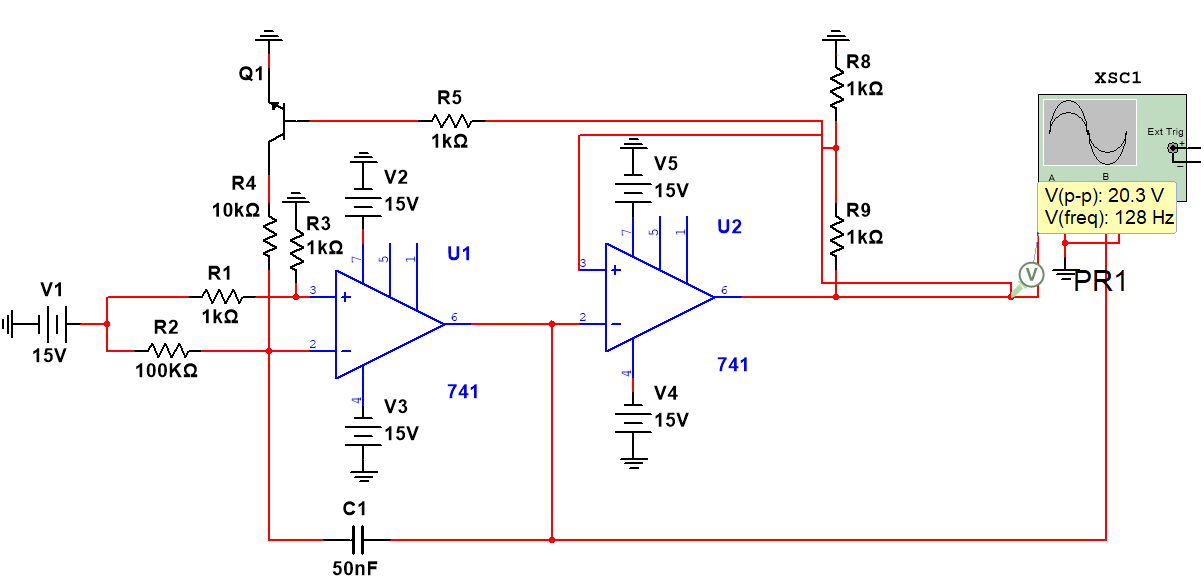 XSC1
Ext Trig
+
−
A
B
V(p-p): 20.3 V
V(freq): 128 Hz
V
PR1
Q1
R5
1kΩ
R8
1kΩ
R4
10kΩ
R3
1kΩ
V2
15V
V5
15V
R9
1kΩ
U1
7
5
1
U2
7
5
1
V1
15V
R1
1kΩ
3
+
R2
100KΩ
2
−
6
4
741
3
+
2
−
6
4
741
V3
15V
V4
15V
C1
50nF